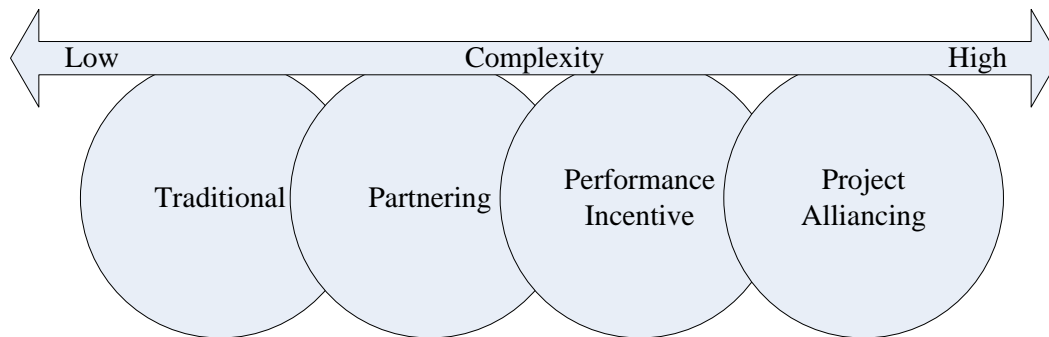 Low Complexity High
Traditional
Partnering
Performance
Incentive
Project
Alliancing